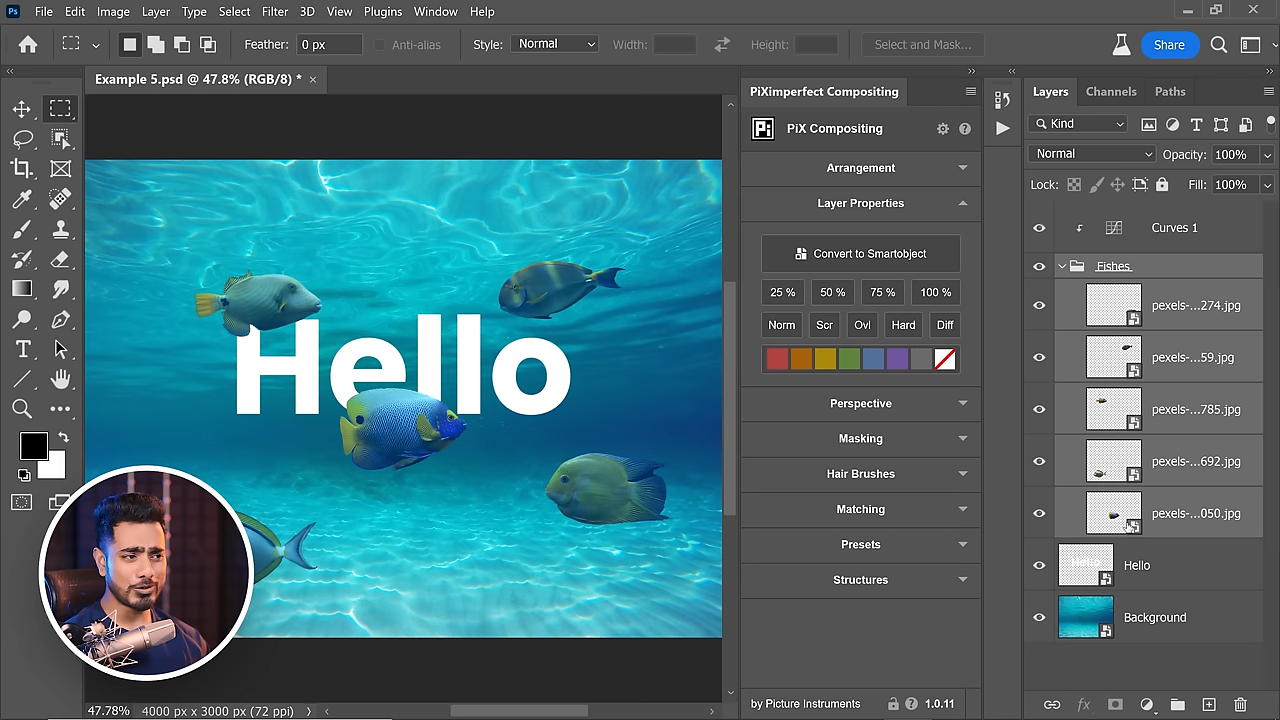 Ps File Edit Image Layer Type Select Filter 3D View Plugins Window Help
Feather: 0 px Anti-alias Style: Normal Width: Height: Select and Mask... Share
Example 5.psd @ 47.8% (RGB/8) * ×
PiXimperfect Compositing
Layers Channels Paths
Pi PiX Compositing
Kind
Arrangement
Normal Opacity: 100%
Lock: Fill: 100%
Layer Properties
Curves 1
Convert to Smartobject
Fishes
25 % 50 % 75 % 100 %
pexels-...274.jpg
Norm Scr Ovl Hard Diff
pexels-...59.jpg
Hello
Perspective
pexels-...785.jpg
Masking
Hair Brushes
pexels-...692.jpg
Matching
pexels-...050.jpg
Presets
Structures
Hello
Background
by Picture Instruments 1.0.11
47.78% 4000 px x 3000 px (72 ppi)